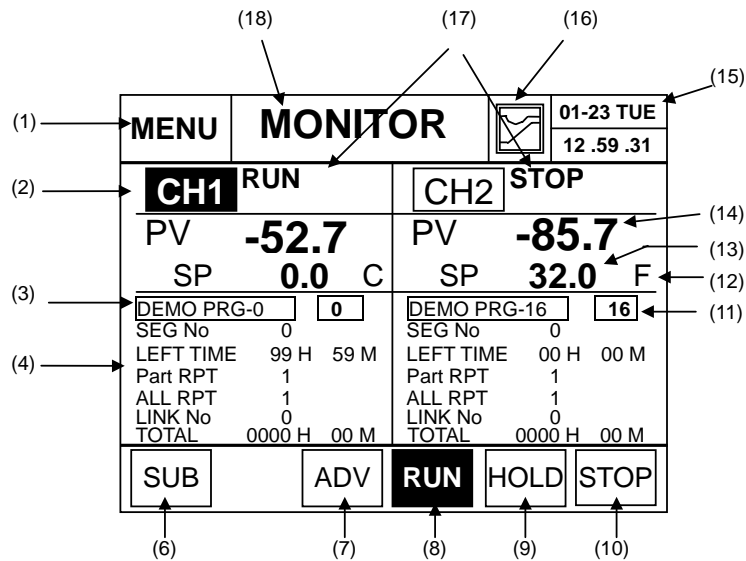 (18) (17) (16)
(15)
(1) MENU MONITOR 01-23 TUE
12 .59 .31
(2) CH1 RUN CH2 STOP
PV -52.7 PV -85.7 (14)
(13)
SP 0.0 C SP 32.0 F (12)
(3) DEMO PRG-0 0 DEMO PRG-16 16 (11)
SEG No 0 SEG No 0
(4) LEFT TIME 99 H 59 M LEFT TIME 00 H 00 M
Part RPT 1 Part RPT 1
ALL RPT 1 ALL RPT 1
LINK No 0 LINK No 0
TOTAL 0000 H 00 M TOTAL 0000 H 00 M
SUB ADV RUN HOLD STOP
(6) (7) (8) (9) (10)